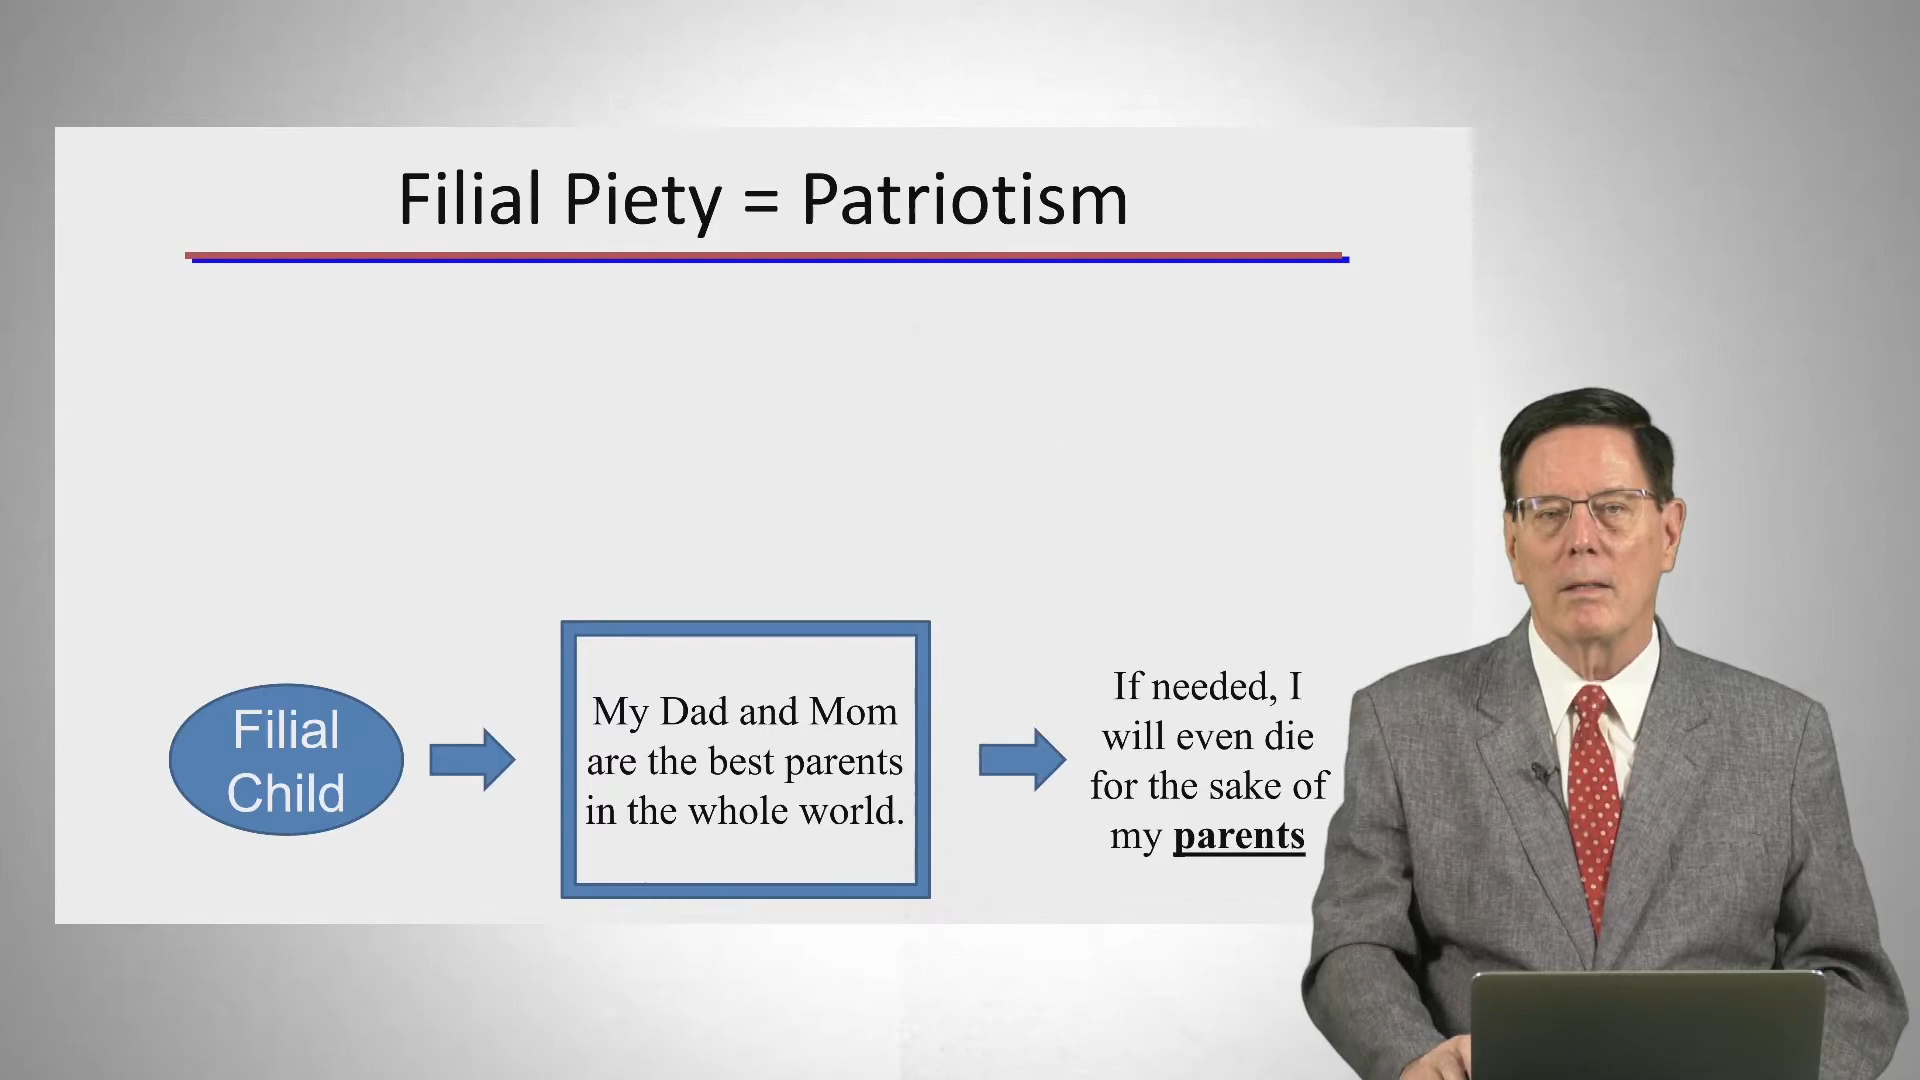 Filial Piety = Patriotism
Filial
Child
My Dad and Mom
are the best parents
in the whole world.
If needed, I
will even die
for the sake of
my parents